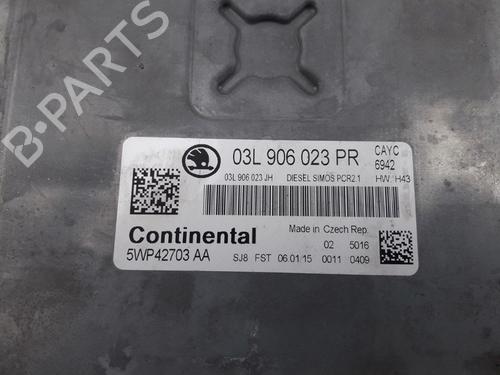 B-PARTS
03L 906 023 PR
CAYC
6942
03L 906 023 JH DIESEL SIMOS PCR2.1 HW: H43
Continental
Made in Czech Rep.
02 5016
5WP42703 AA
SJ8 FST 06.01.15 0011 0409